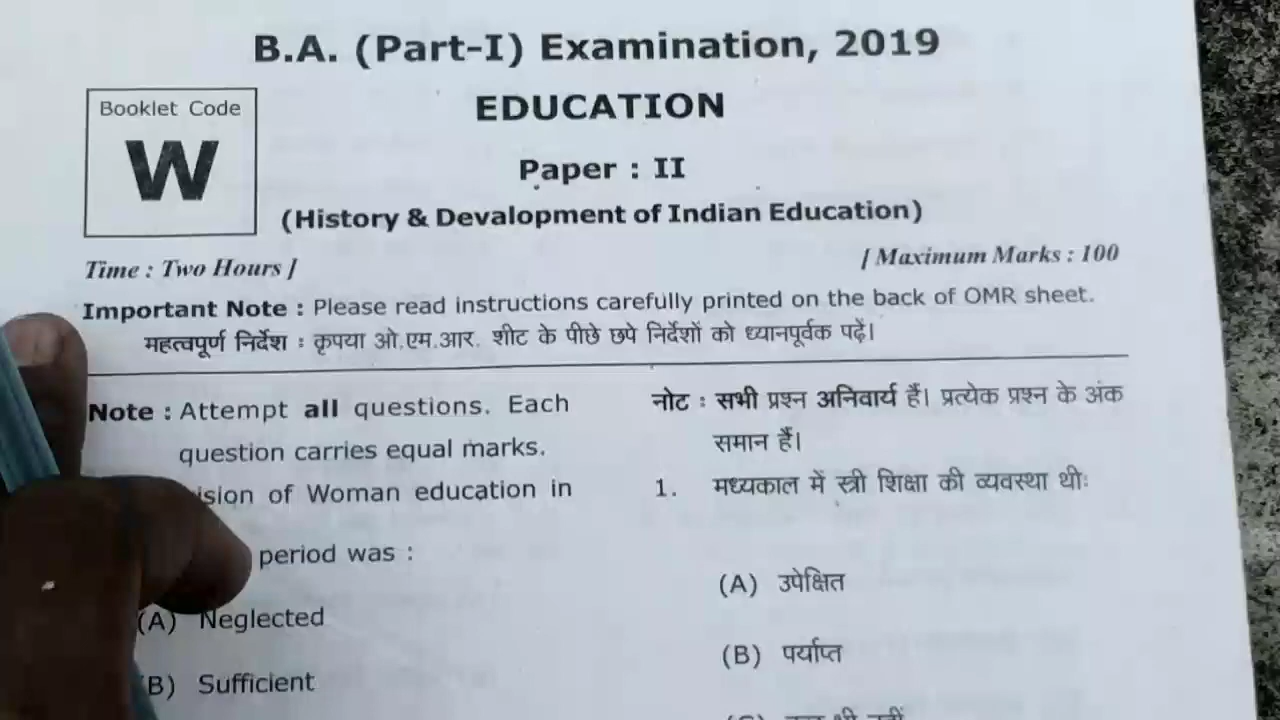 B.A. (Part-I) Examination, 2019
Booklet Code
W
EDUCATION
Paper : II
(History & Devalopment of Indian Education)
Time : Two Hours ]
[ Maximum Marks : 100
Important Note : Please read instructions carefully printed on the back of OMR sheet.
महत्वपूर्ण निर्देश : कृपया ओ.एम.आर. शीट के पीछे छपे निर्देशों को ध्यानपूर्वक पढ़ें।
Note : Attempt all questions. Each
question carries equal marks.
of Woman education in
period was :
(A) Neglected
(B) Sufficient
नोट : सभी प्रश्न अनिवार्य हैं। प्रत्येक प्रश्न के अंक
समान हैं।
1. मध्यकाल में स्त्री शिक्षा की व्यवस्था थीः
(A) उपेक्षित
(B) पर्याप्त